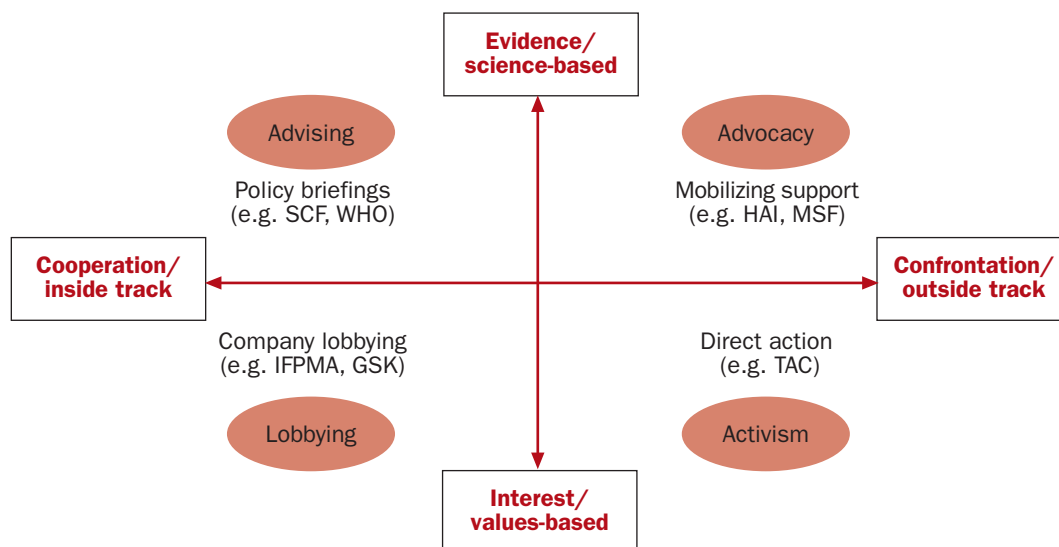 Evidence/
science-based
Advising
Advocacy
Policy briefings
(e.g. SCF, WHO)
Mobilizing support
(e.g. HAI, MSF)
Cooperation/
inside track
Confrontation/
outside track
Company lobbying
(e.g. IFPMA, GSK)
Direct action
(e.g. TAC)
Lobbying
Activism
Interest/
values-based